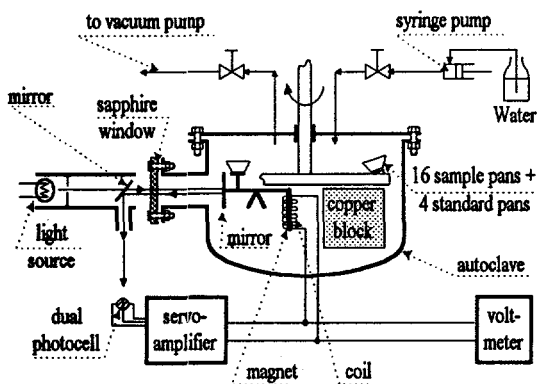 to vacuum pump
syringe pump
mirror
sapphire
window
Water
16 sample pans +
4 standard pans
copper
block
light
source
mirror
autoclave
dual
photocell
servo-
amplifier
volt-
meter
magnet
coil